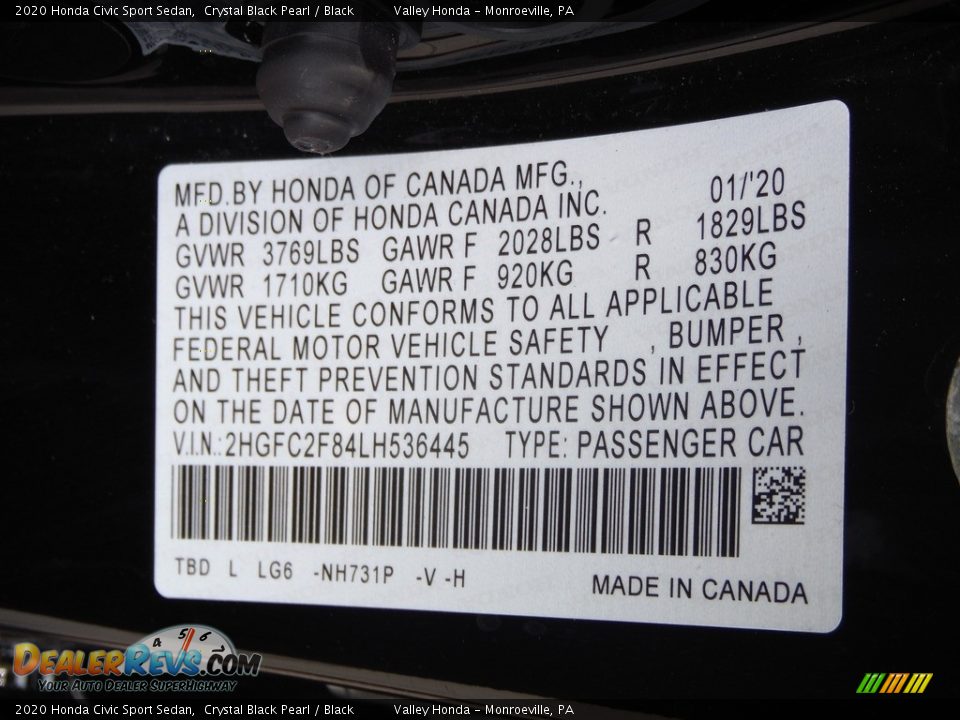 2020 Honda Civic Sport Sedan, Crystal Black Pearl / Black Valley Honda - Monroeville, PA
MFD. BY HONDA OF CANADA MFG., 01/'20
A DIVISION OF HONDA CANADA INC.
GVWR 3769LBS GAWR F 2028LBS R 1829LBS
GVWR 1710KG GAWR F 920KG R 830KG
THIS VEHICLE CONFORMS TO ALL APPLICABLE
FEDERAL MOTOR VEHICLE SAFETY , BUMPER ,
AND THEFT PREVENTION STANDARDS IN EFFECT
ON THE DATE OF MANUFACTURE SHOWN ABOVE.
V.I.N.: 2HGFC2F84LH536445 TYPE: PASSENGER CAR
TBD L LG6 -NH731P -V -H
MADE IN CANADA
4 5 6
DEALERREVS.COM
YOUR AUTO DEALER SUPERHIGHWAY
2020 Honda Civic Sport Sedan, Crystal Black Pearl / Black Valley Honda - Monroeville, PA